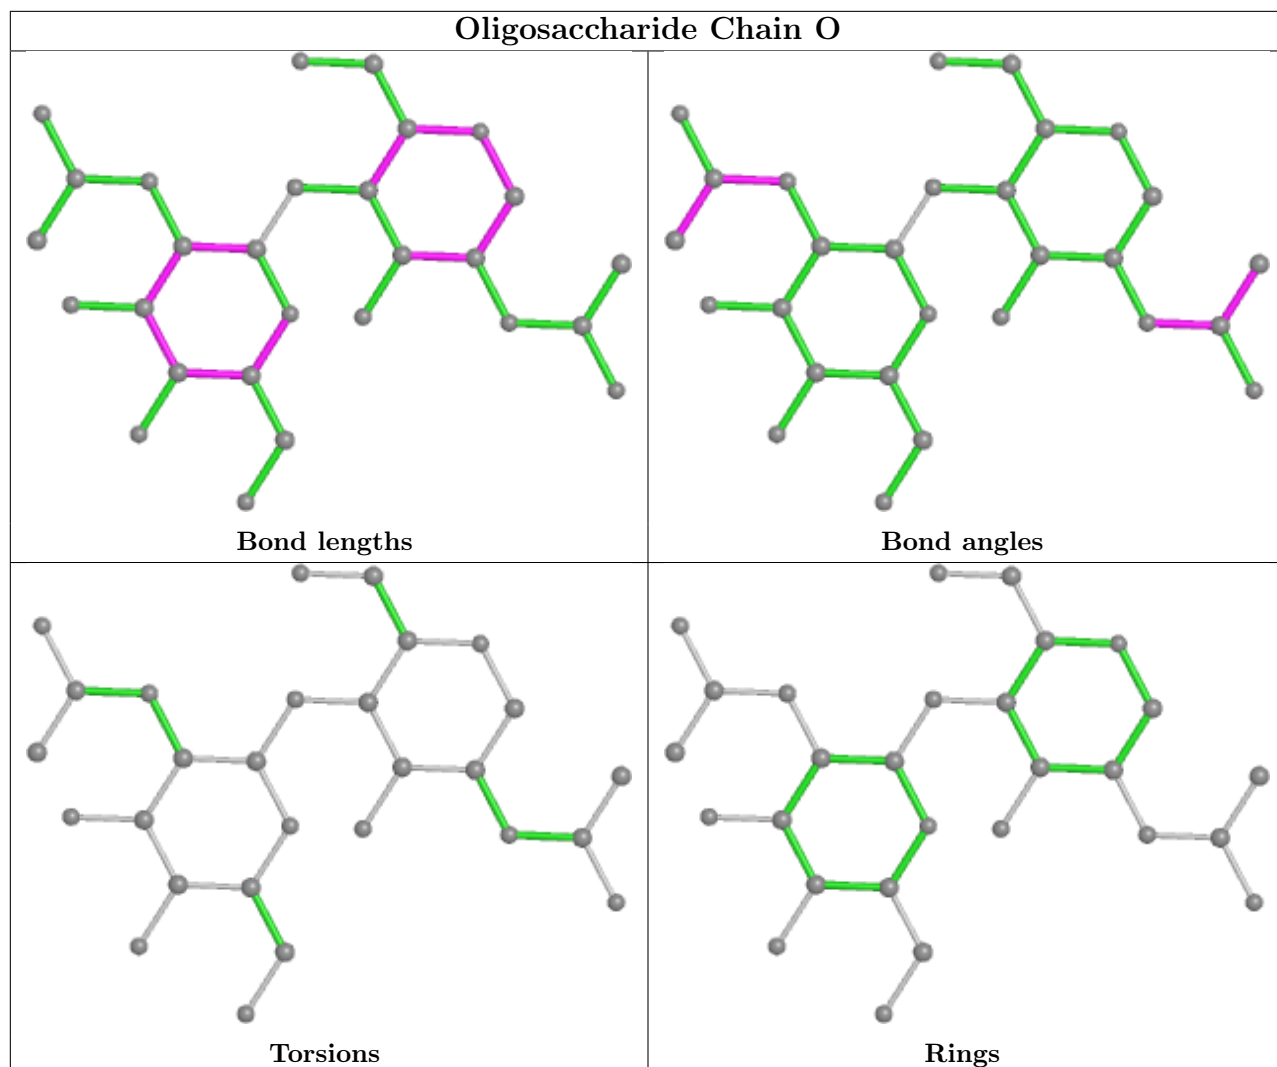 Oligosaccharide Chain O
Bond lengths
Bond angles
Torsions
Rings